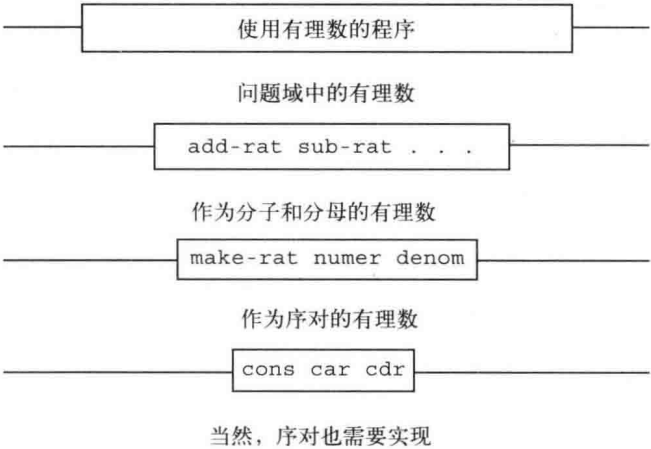 使用有理数的程序
问题域中的有理数
add-rat sub-rat . . .
作为分子和分母的有理数
make-rat numer denom
作为序对的有理数
cons car cdr
当然，序对也需要实现